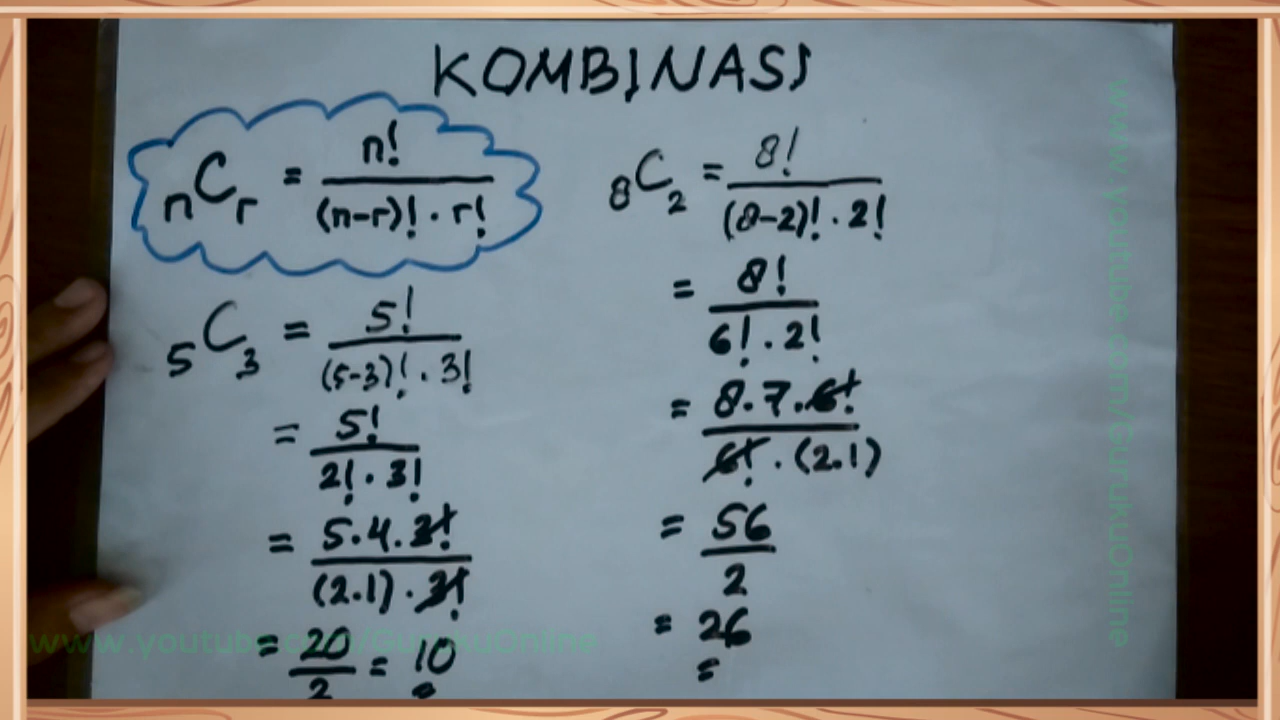 KOMBINASI
nCr = n! / (n-r)! . r!
5C3 = 5! / (5-3)! . 3!
= 5! / 2! . 3!
= 5.4.3! / (2.1) . 3!
= 20 / 2 = 10
8C2 = 8! / (8-2)! . 2!
= 8! / 6! . 2!
= 8.7.6! / 6! . (2.1)
= 56 / 2
= 26
www.youtube.com/GurukuOnline
www.youtube.com/GurukuOnline